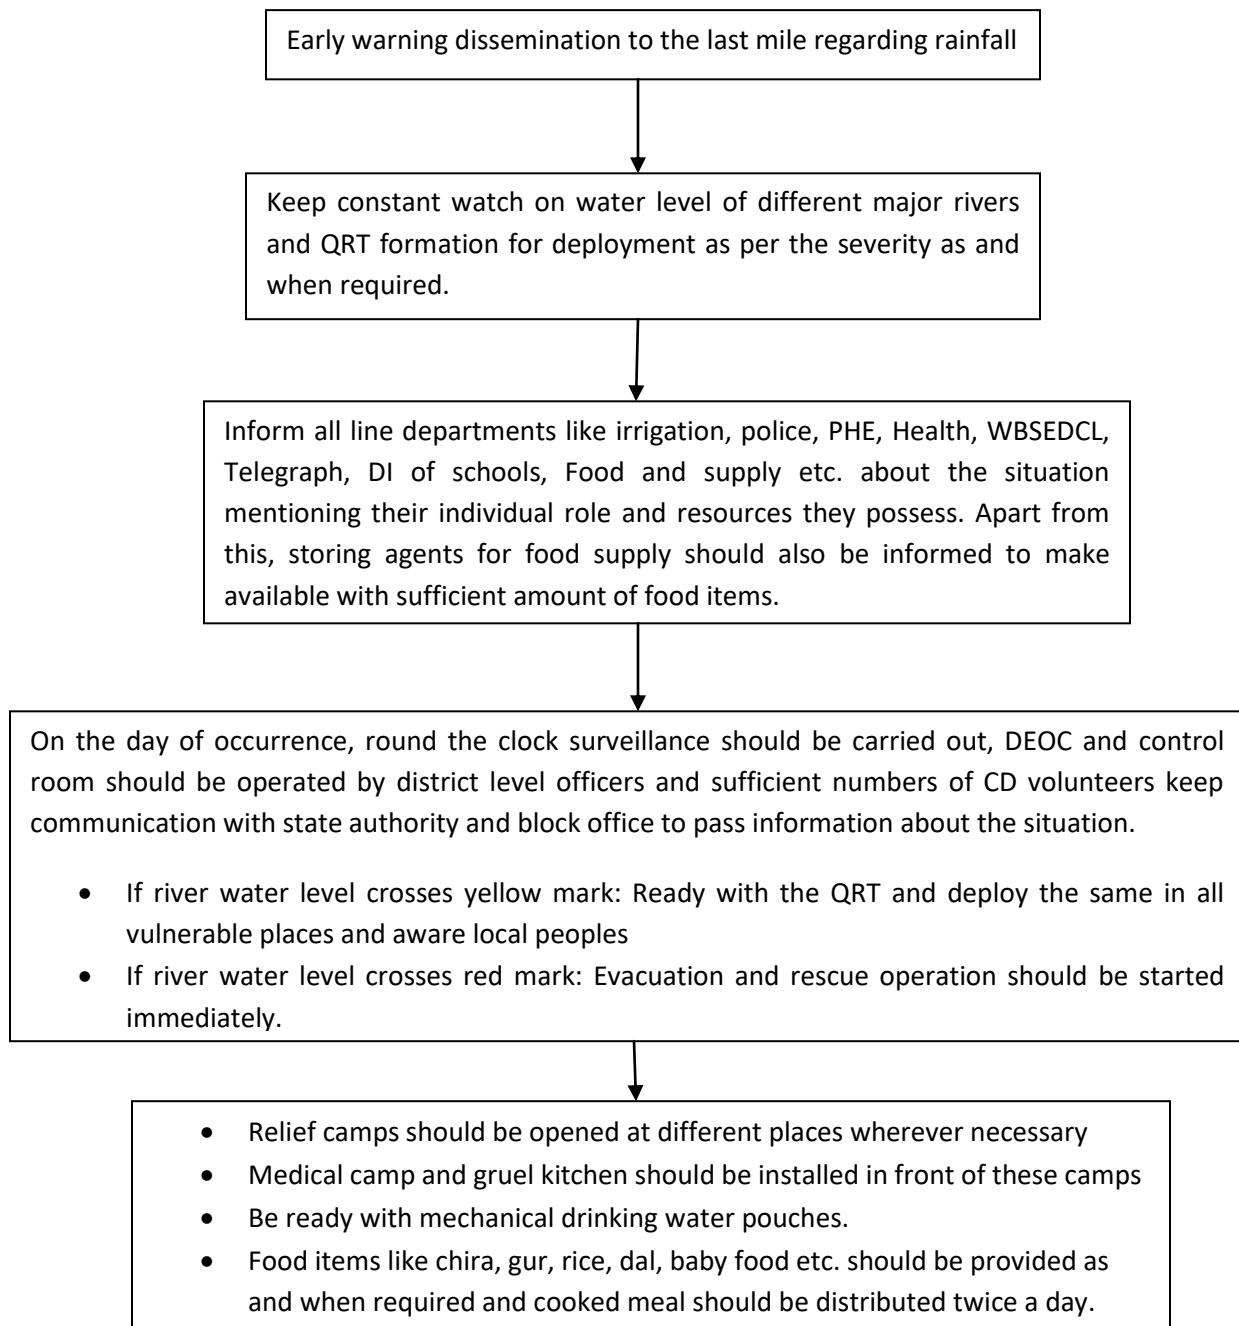 Early warning dissemination to the last mile regarding rainfall
Keep constant watch on water level of different major rivers
and QRT formation for deployment as per the severity as and
when required.
Inform all line departments like irrigation, police, PHE, Health, WBSEDCL,
Telegraph, DI of schools, Food and supply etc. about the situation
mentioning their individual role and resources they possess. Apart from
this, storing agents for food supply should also be informed to make
available with sufficient amount of food items.
On the day of occurrence, round the clock surveillance should be carried out, DEOC and control
room should be operated by district level officers and sufficient numbers of CD volunteers keep
communication with state authority and block office to pass information about the situation.
• If river water level crosses yellow mark: Ready with the QRT and deploy the same in all
vulnerable places and aware local peoples
• If river water level crosses red mark: Evacuation and rescue operation should be started
immediately.
• Relief camps should be opened at different places wherever necessary
• Medical camp and gruel kitchen should be installed in front of these camps
• Be ready with mechanical drinking water pouches.
• Food items like chira, gur, rice, dal, baby food etc. should be provided as
and when required and cooked meal should be distributed twice a day.